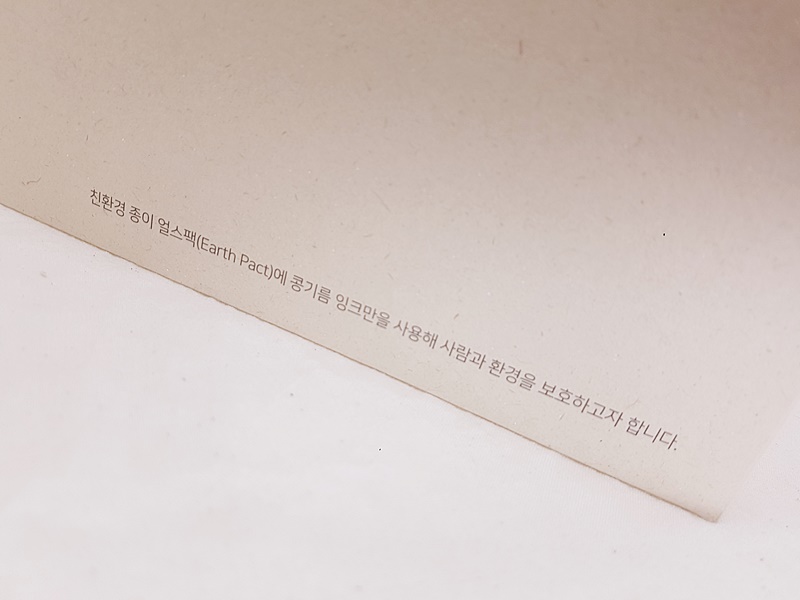 친환경 종이 얼스팩(Earth Pact)에 콩기름 잉크만을 사용해 사람과 환경을 보호하고자 합니다.